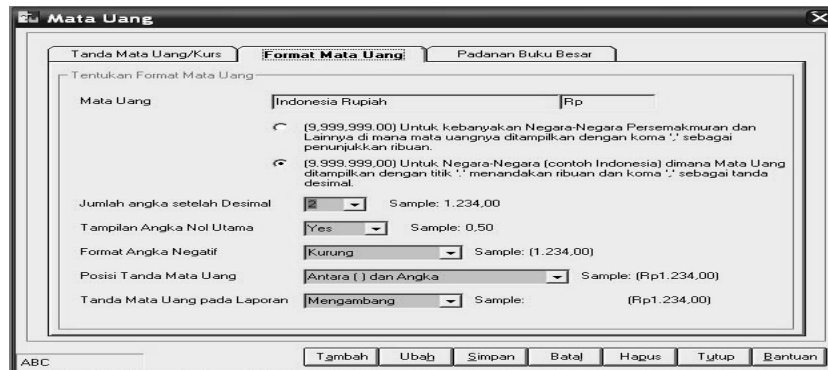 Mata Uang
Tanda Mata Uang/Kurs
Format Mata Uang
Padanan Buku Besar
Tentukan Format Mata Uang
Mata Uang
Indonesia Rupiah
Rp
(9,999,999.00) Untuk kebanyakan Negara-Negara Persemakmuran dan
Lainnya di mana mata uangnya ditampilkan dengan koma ',' sebagai
penunjukkan ribuan.
(9.999.999,00) Untuk Negara-Negara (contoh Indonesia) dimana Mata Uang
ditampilkan dengan titik '.' menandakan ribuan dan koma ',' sebagai tanda
desimal.
Jumlah angka setelah Desimal 2 Sample: 1.234,00
Tampilan Angka Nol Utama Yes Sample: 0,50
Format Angka Negatif Kurung Sample: (1.234,00)
Posisi Tanda Mata Uang Antara ( ) dan Angka Sample: (Rp1.234,00)
Tanda Mata Uang pada Laporan Mengambang Sample: (Rp1.234,00)
ABC
Tambah Ubah Simpan Batal Hapus Tutup Bantuan